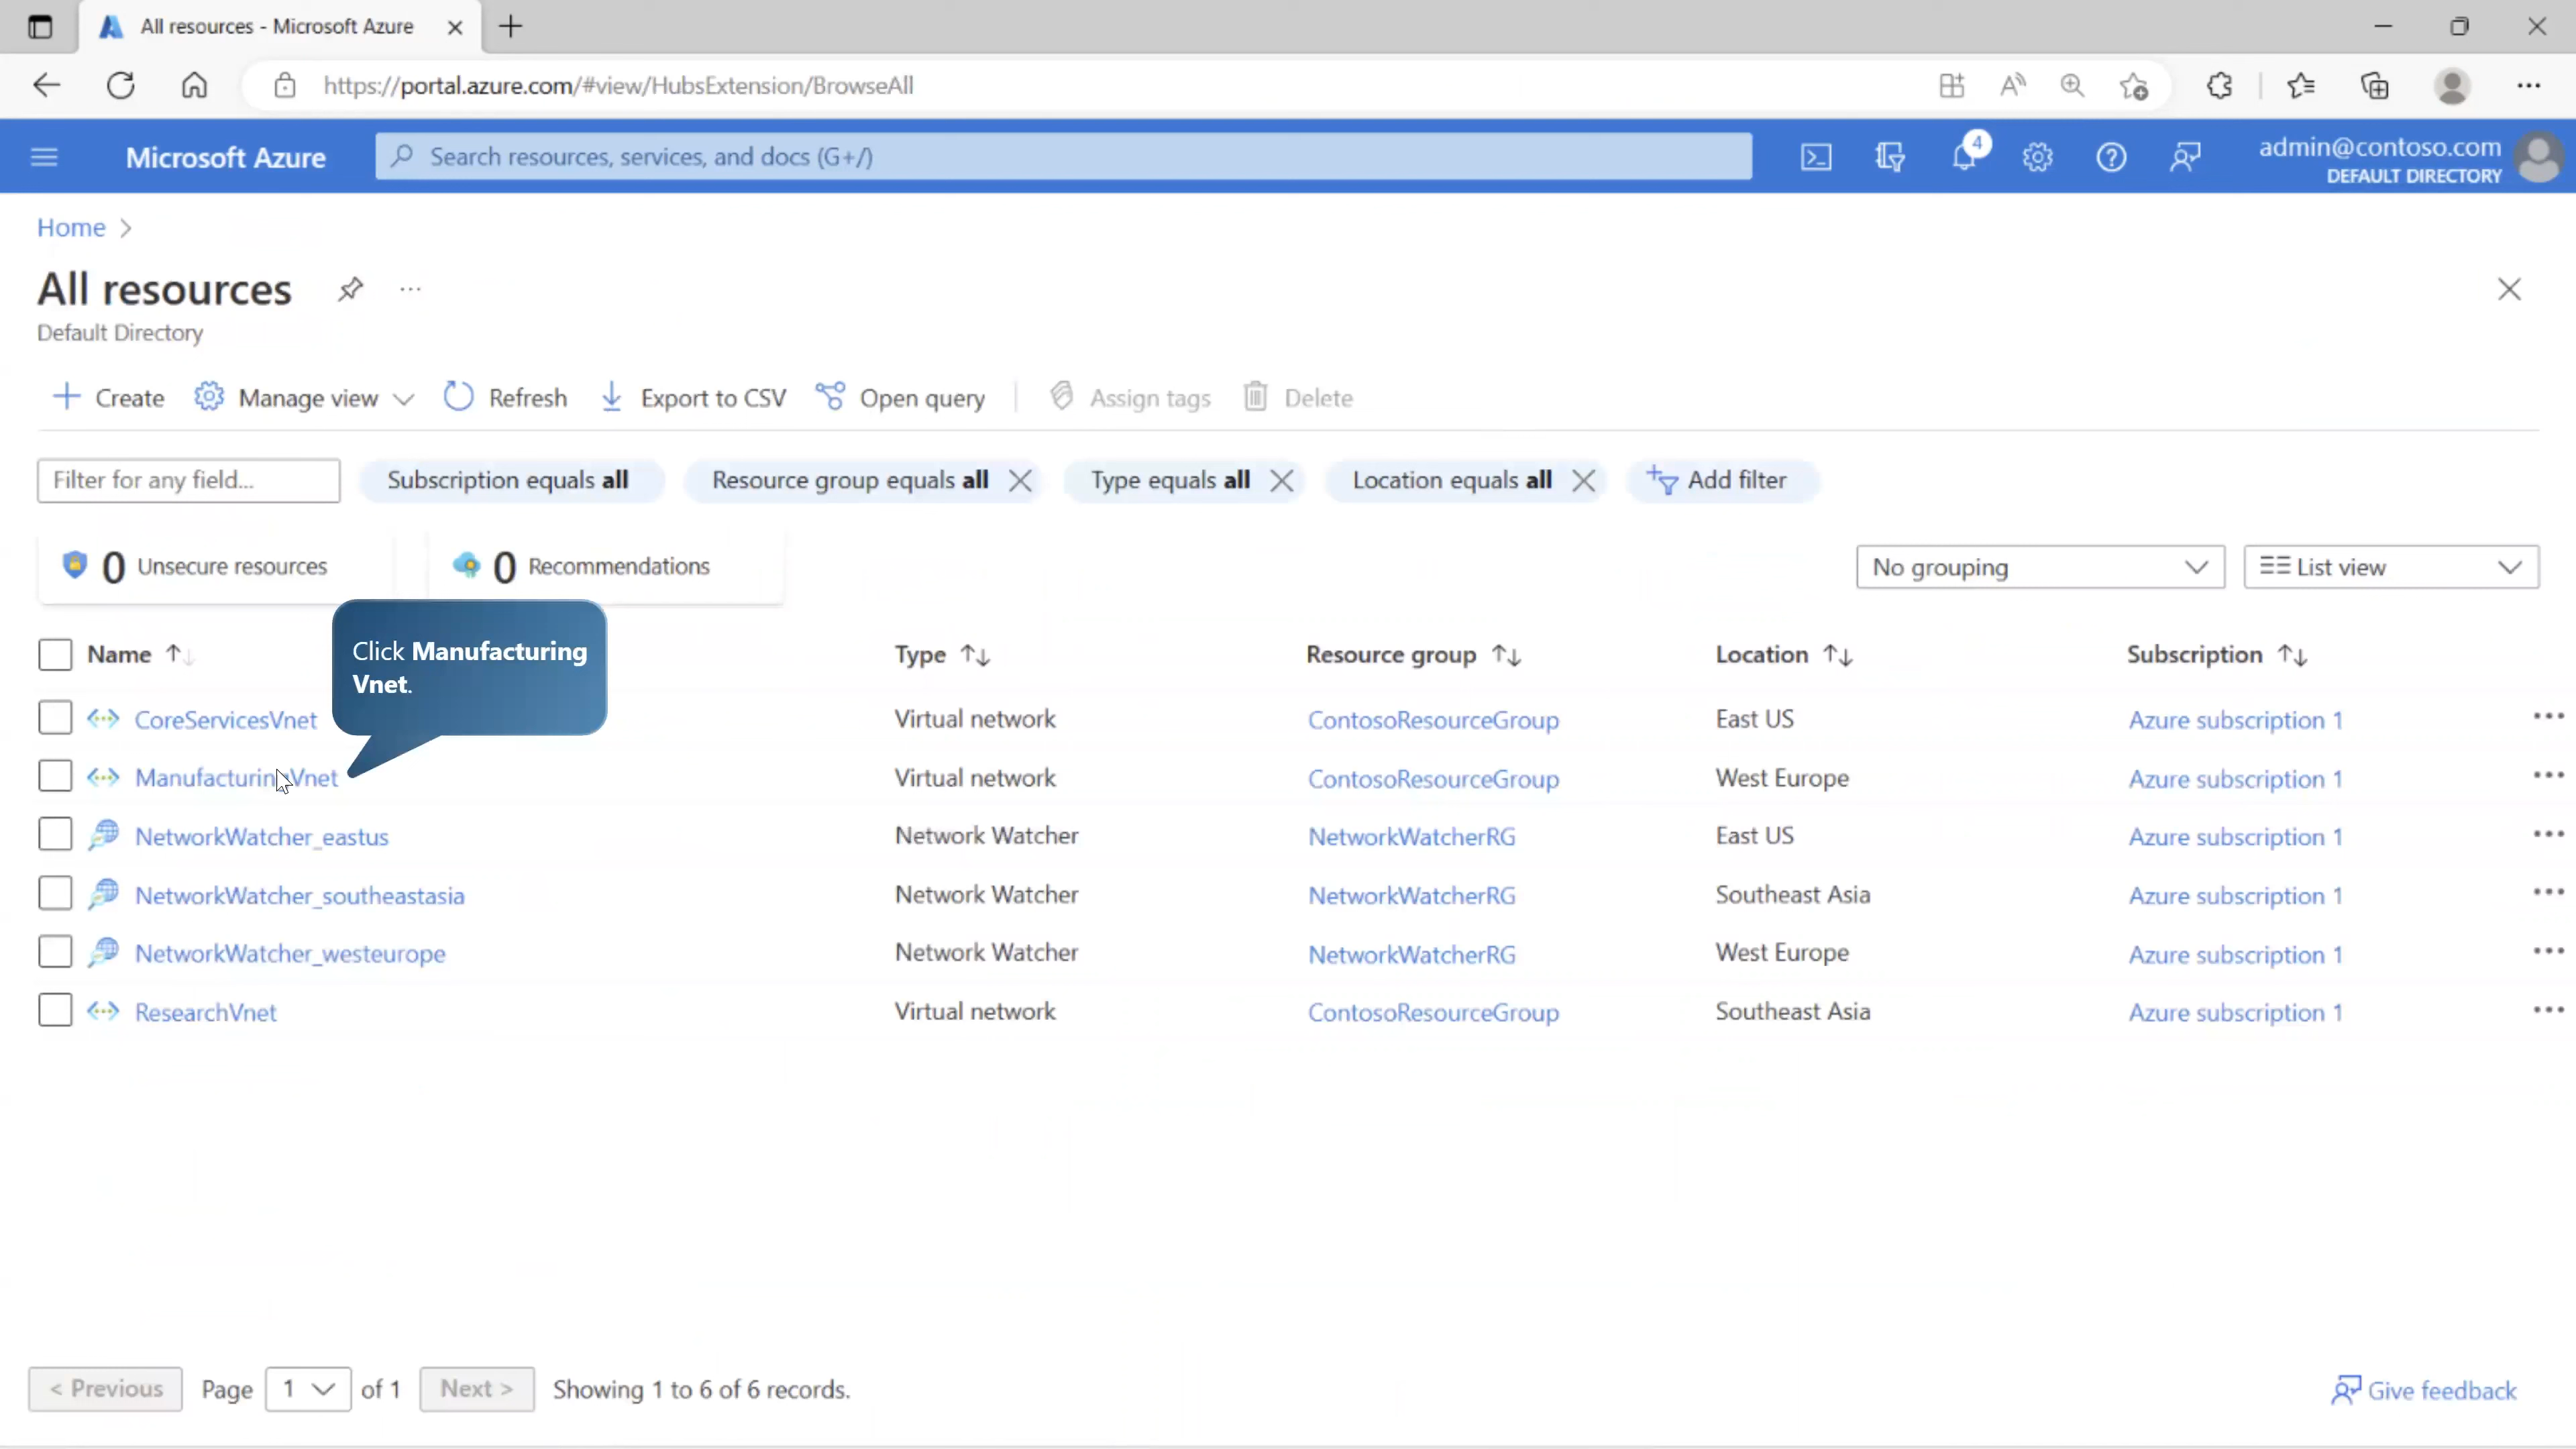 All resources - Microsoft Azure
https://portal.azure.com/#view/HubsExtension/BrowseAll
Microsoft Azure
Search resources, services, and docs (G+/)
4
admin@contoso.com
DEFAULT DIRECTORY
Home
All resources
Default Directory
Create Manage view Refresh Export to CSV Open query Assign tags Delete
Filter for any field... Subscription equals all Resource group equals all Type equals all Location equals all Add filter
0 Unsecure resources 0 Recommendations No grouping List view
Click Manufacturing
Vnet.
Name Type Resource group Location Subscription
CoreServicesVnet Virtual network ContosoResourceGroup East US Azure subscription 1
ManufacturingVnet Virtual network ContosoResourceGroup West Europe Azure subscription 1
NetworkWatcher_eastus Network Watcher NetworkWatcherRG East US Azure subscription 1
NetworkWatcher_southeastasia Network Watcher NetworkWatcherRG Southeast Asia Azure subscription 1
NetworkWatcher_westeurope Network Watcher NetworkWatcherRG West Europe Azure subscription 1
ResearchVnet Virtual network ContosoResourceGroup Southeast Asia Azure subscription 1
< Previous Page 1 of 1 Next > Showing 1 to 6 of 6 records. Give feedback